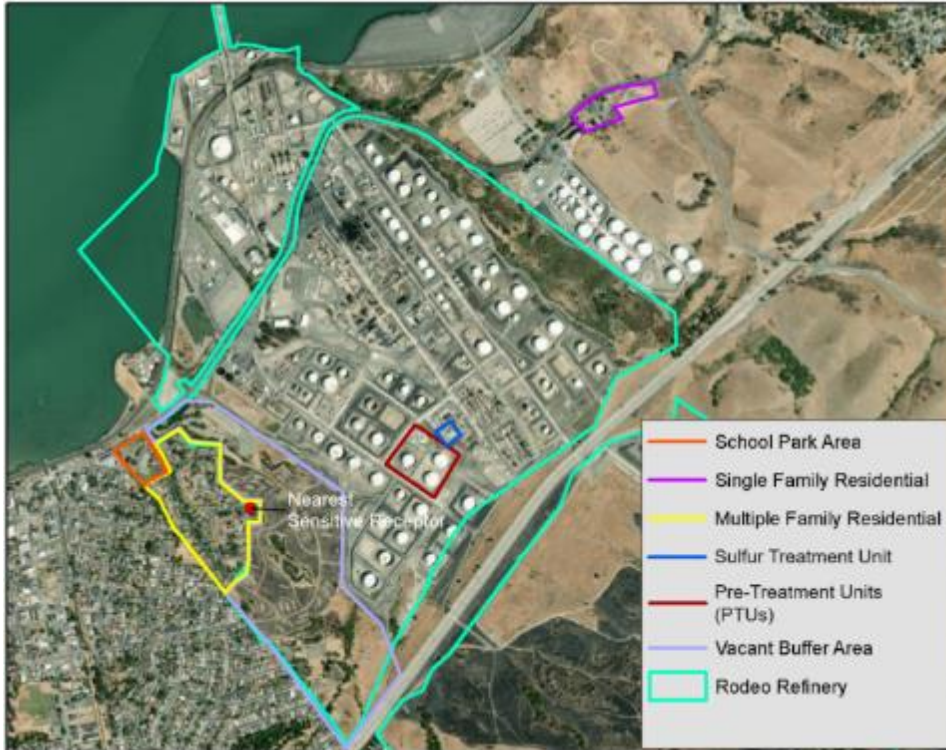 Nearest
Sensitive Receptor
School Park Area
Single Family Residential
Multiple Family Residential
Sulfur Treatment Unit
Pre-Treatment Units
(PTUs)
Vacant Buffer Area
Rodeo Refinery